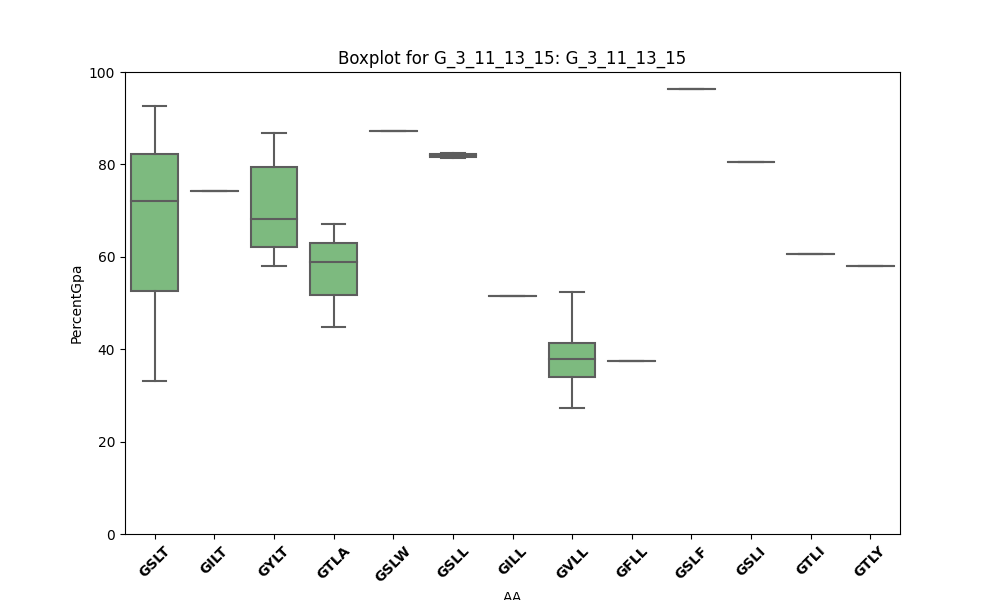 Boxplot for G_3_11_13_15: G_3_11_13_15
100
80
60
40
20
0
PercentGpa
GSLT GILT GYLT GTLA GSLW GSLL GILL GVLL GFLL GSLF GSLI GTLI GTLY
AA